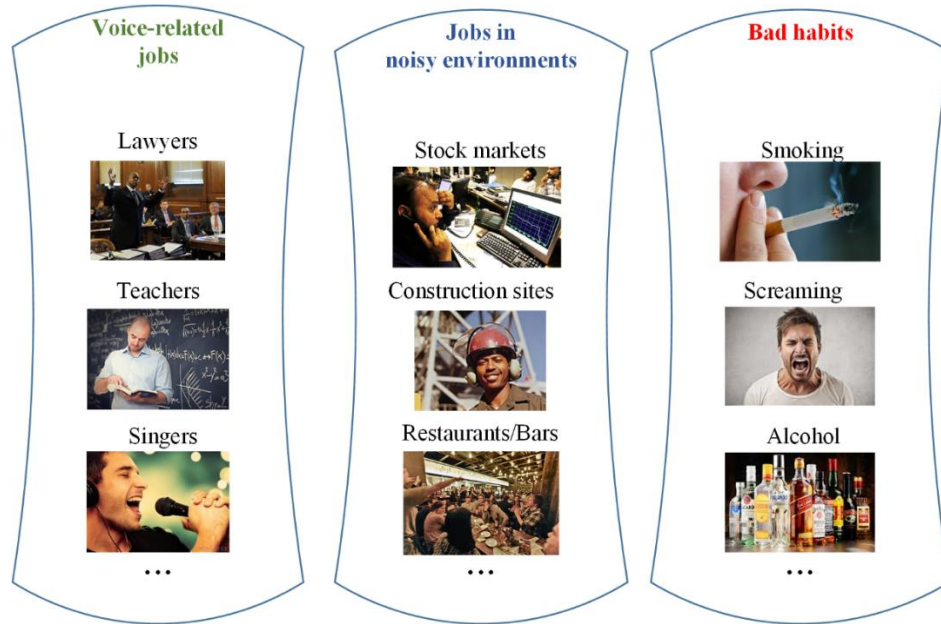 Voice-related
jobs
Lawyers
Teachers
Singers
...
Jobs in
noisy environments
Stock markets
Construction sites
Restaurants/Bars
...
Bad habits
Smoking
Screaming
Alcohol
...